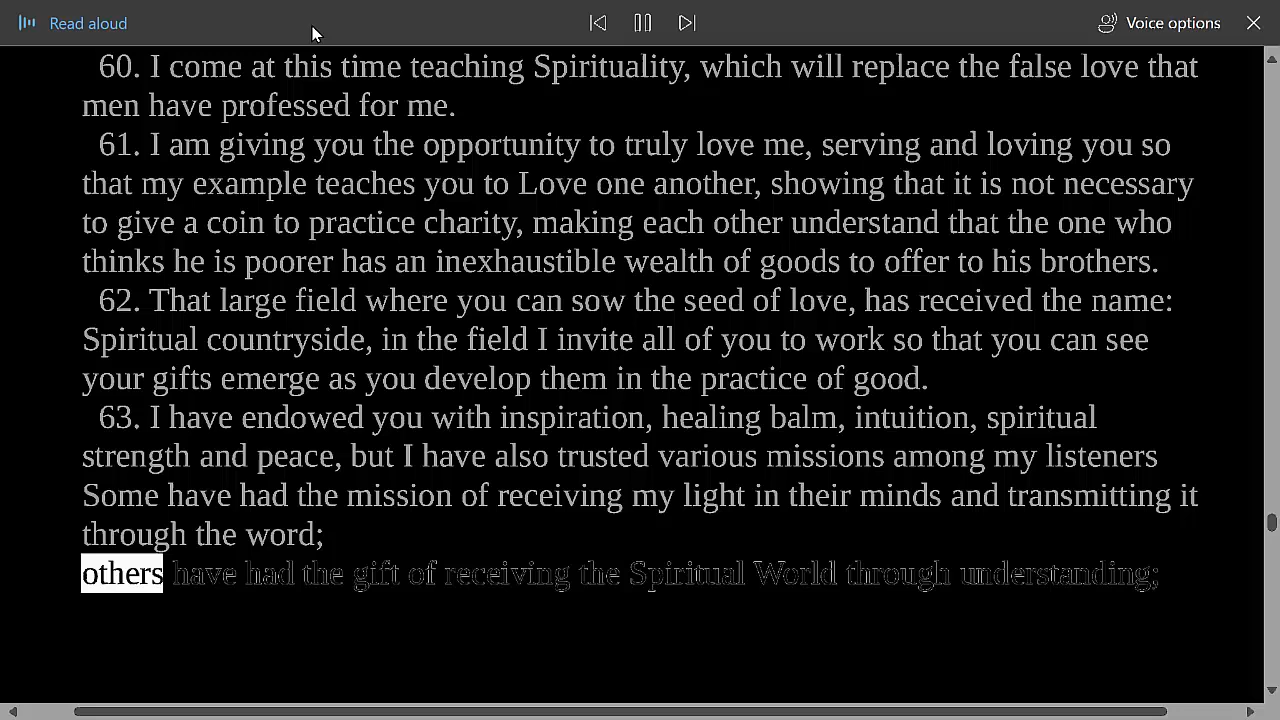 Read aloud
Voice options
60. I come at this time teaching Spirituality, which will replace the false love that
men have professed for me.
61. I am giving you the opportunity to truly love me, serving and loving you so
that my example teaches you to Love one another, showing that it is not necessary
to give a coin to practice charity, making each other understand that the one who
thinks he is poorer has an inexhaustible wealth of goods to offer to his brothers.
62. That large field where you can sow the seed of love, has received the name:
Spiritual countryside, in the field I invite all of you to work so that you can see
your gifts emerge as you develop them in the practice of good.
63. I have endowed you with inspiration, healing balm, intuition, spiritual
strength and peace, but I have also trusted various missions among my listeners
Some have had the mission of receiving my light in their minds and transmitting it
through the word;
others have had the gift of receiving the Spiritual World through understanding;